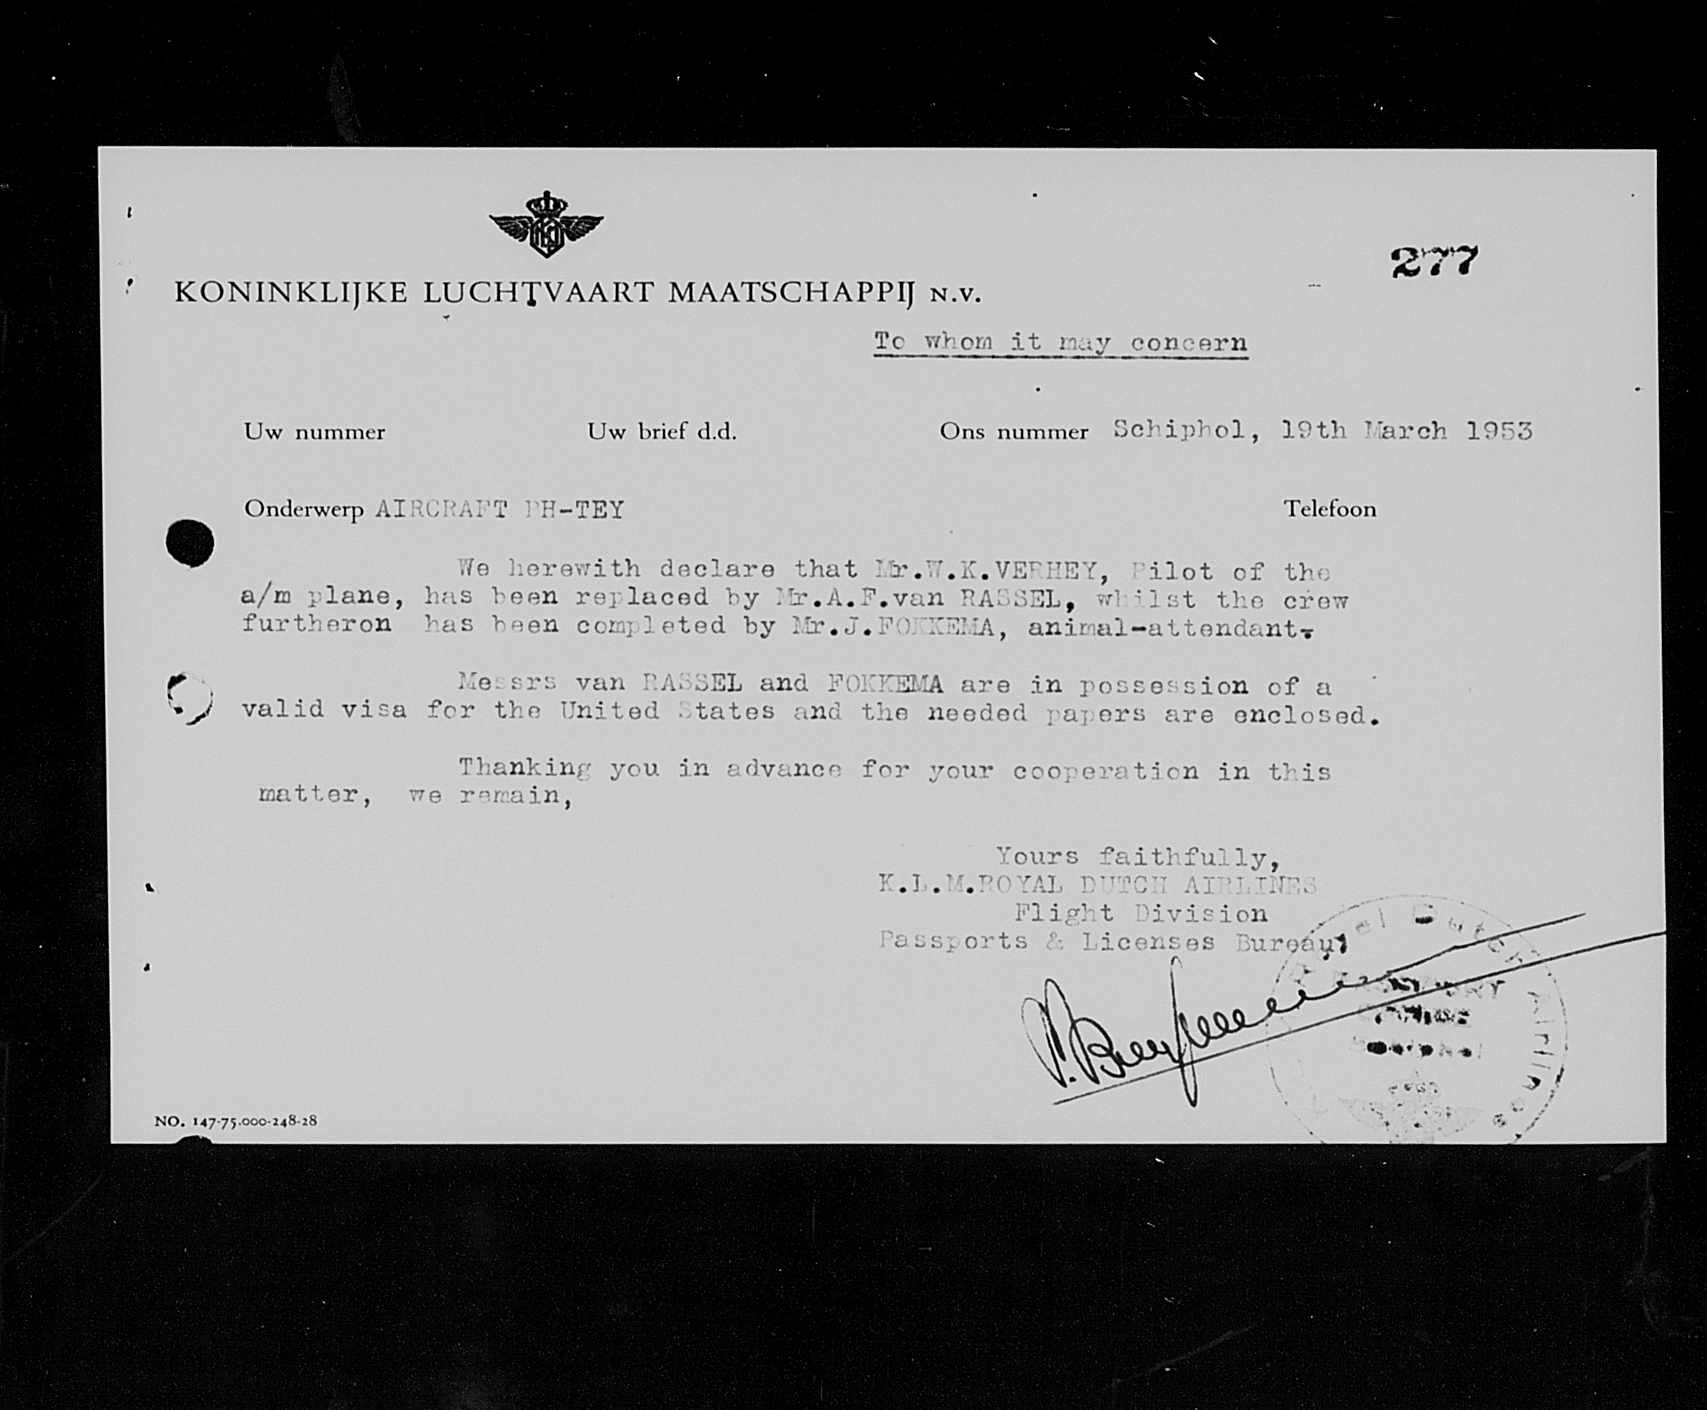 277
KONINKLIJKE LUCHTVAART MAATSCHAPPIJ N.V.
To whom it may concern
Uw nummer Uw brief d.d. Ons nummer Schiphol, 19th March 1953
Onderwerp AIRCRAFT PH-TEY Telefoon
We herewith declare that Mr.W.K.VERHEY, Pilot of the
a/m plane, has been replaced by Mr.A.F.van RASSEL, whilst the crew
furtheron has been completed by Mr.J.FOKKEMA, animal-attendant.
Messrs van RASSEL and FOKKEMA are in possession of a
valid visa for the United States and the needed papers are enclosed.
Thanking you in advance for your cooperation in this
matter, we remain,
Yours faithfully,
K.L.M.ROYAL DUTCH AIRLINES
Flight Division
Passports & Licenses Bureau,
Dutch Airlines
NO. 147-75.000-248-28